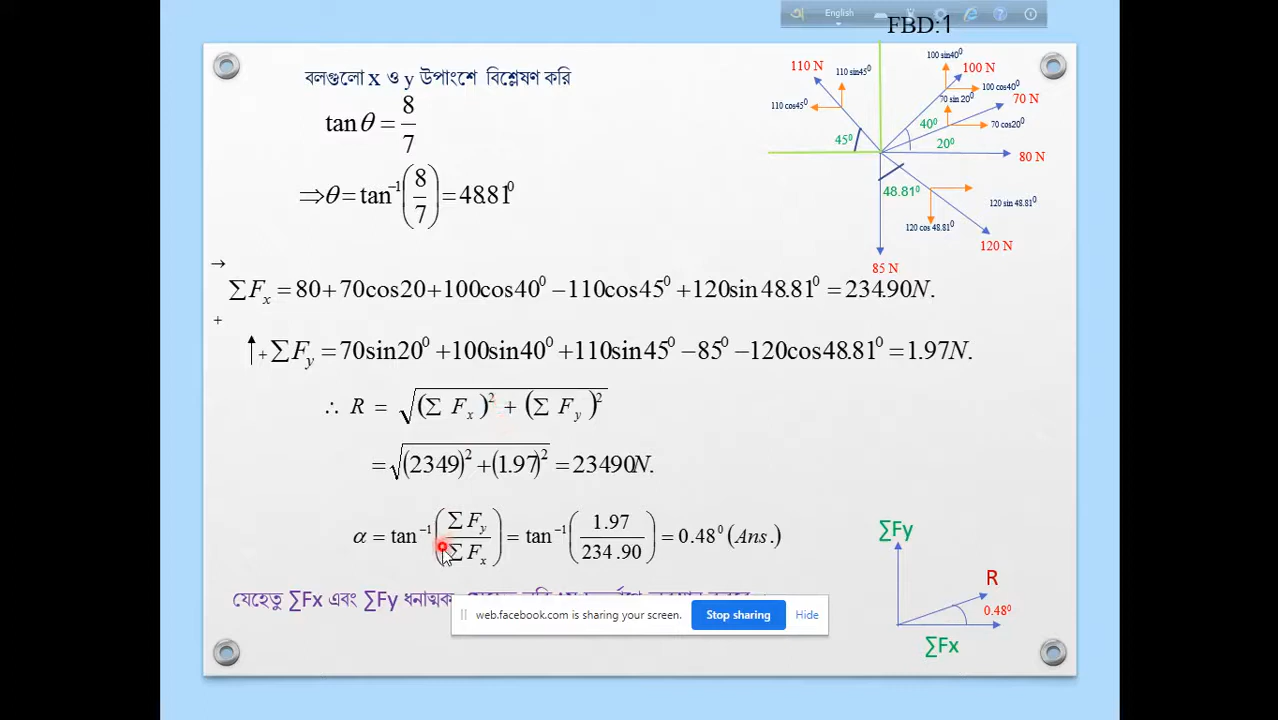 English
FBD:1
বলগুলো x ও y উপাংশে বিশ্লেষণ করি
tanθ = 8/7
⇒θ = tan⁻¹(8/7) = 48.81⁰
110 N
110 sin45⁰
110 cos45⁰
45⁰
100 sin40⁰
100 N
100 cos40⁰
70 sin 20⁰
70 N
40⁰
70 cos20⁰
20⁰
80 N
48.81⁰
120 sin 48.81⁰
120 cos 48.81⁰
120 N
85 N
→
∑Fx = 80+70cos20+100cos40⁰ −110cos45⁰ +120sin48.81⁰ = 234.90N.
+
↑+ ∑Fy = 70sin20⁰ +100sin40⁰ +110sin45⁰ −85⁰ −120cos48.81⁰ = 1.97N.
∴ R = √(∑ Fx)² + (∑ Fy)²
= √(2349)² +(1.97)² = 23490N.
α = tan⁻¹(∑Fy/∑Fx) = tan⁻¹(1.97/234.90) = 0.48⁰ (Ans.)
∑Fy
R
0.48⁰
∑Fx
যেহেতু ∑Fx এবং ∑Fy ধনাত্মক
web.facebook.com is sharing your screen.
Stop sharing
Hide